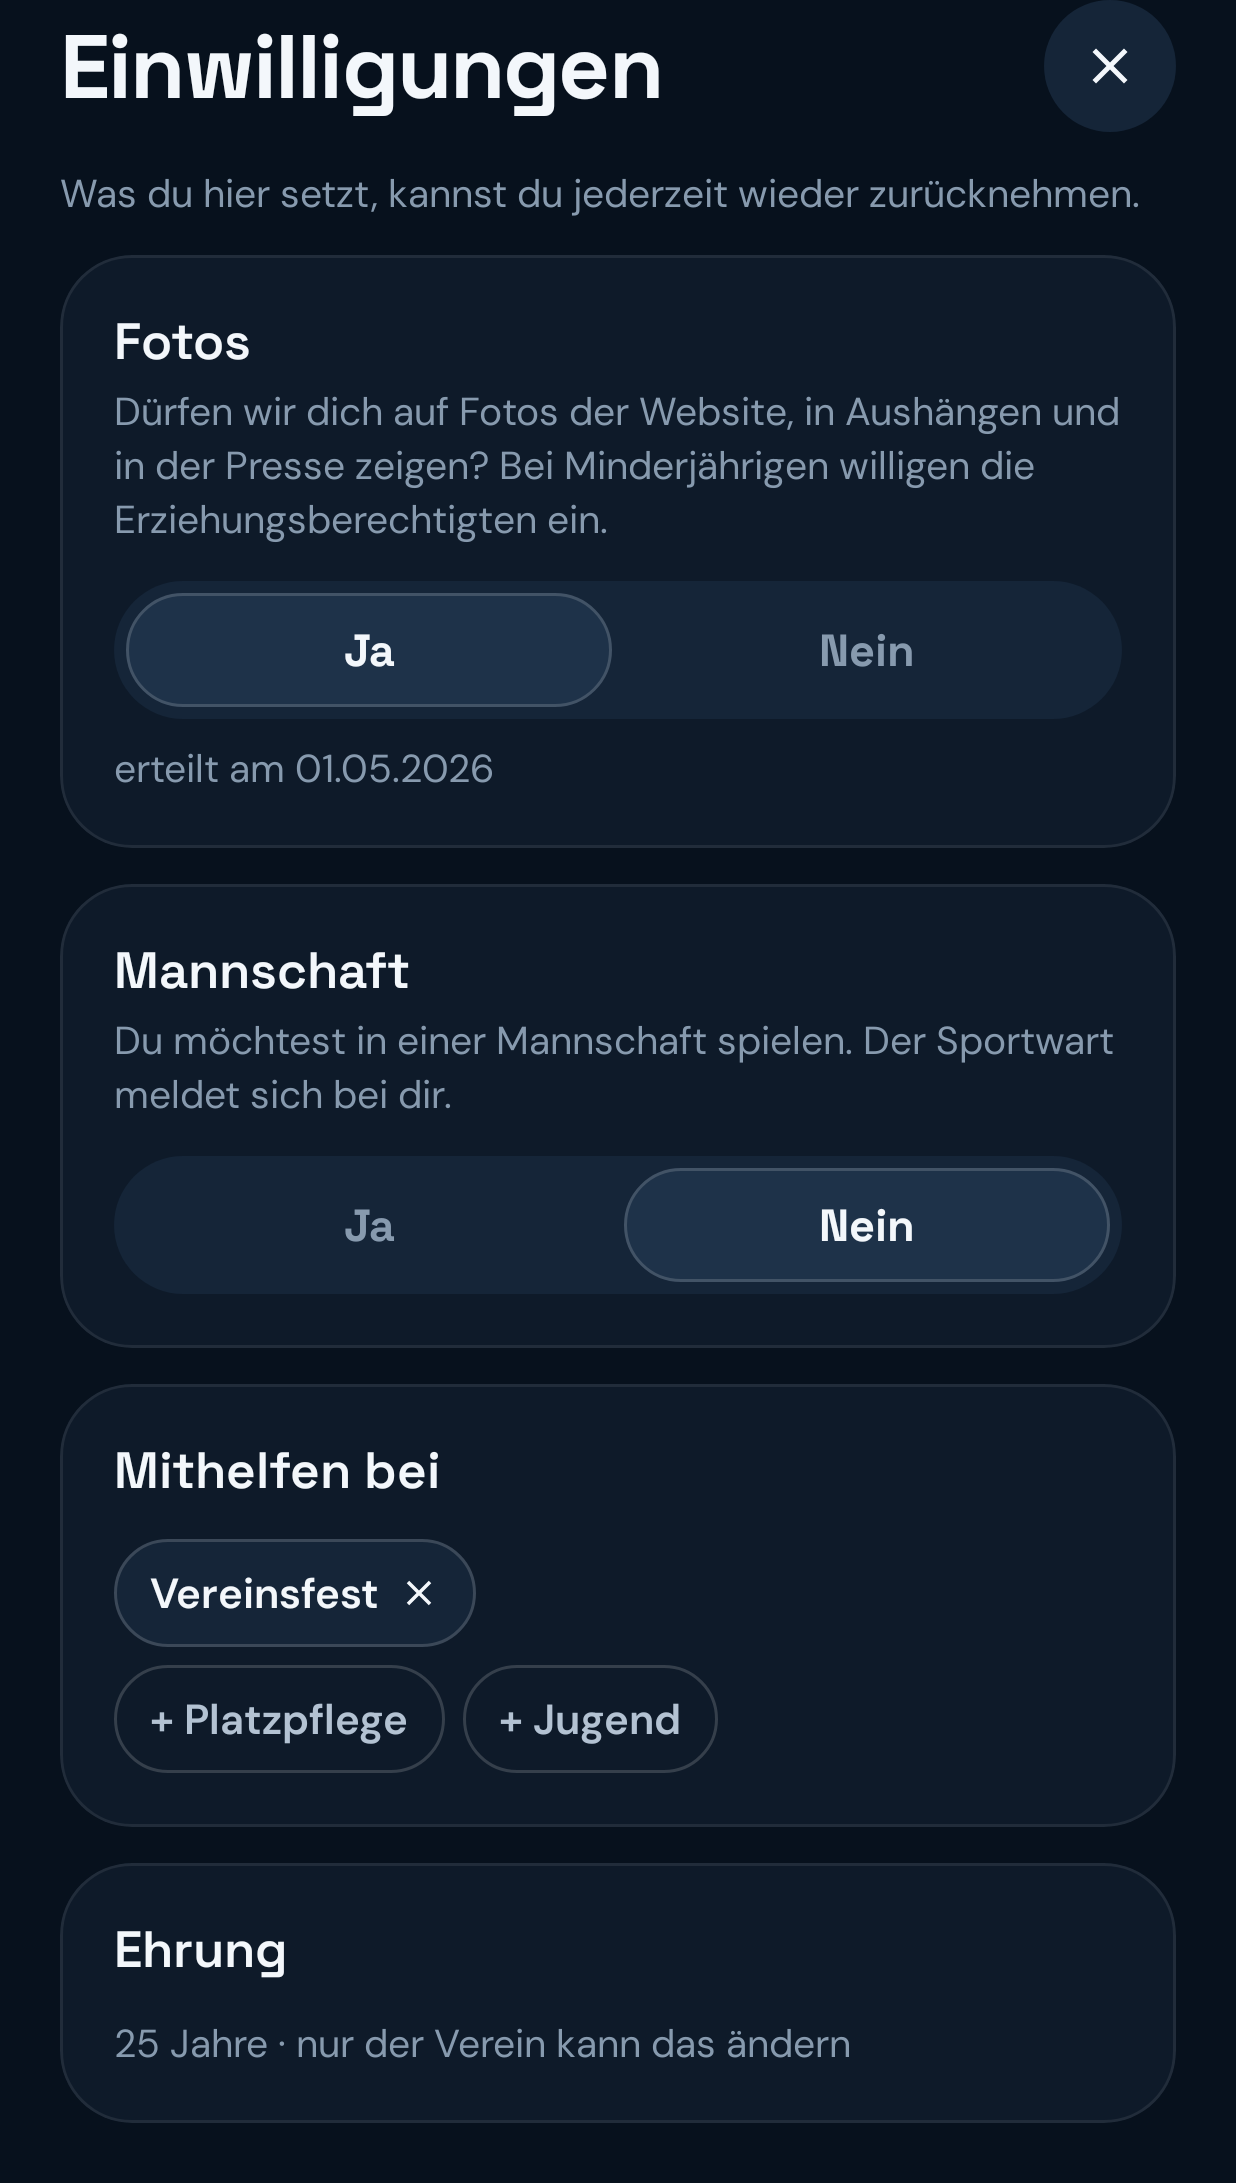 Einwilligungen
Was du hier setzt, kannst du jederzeit wieder zurücknehmen.
Fotos
Dürfen wir dich auf Fotos der Website, in Aushängen und
in der Presse zeigen? Bei Minderjährigen willigen die
Erziehungsberechtigten ein.
Ja Nein
erteilt am 01.05.2026
Mannschaft
Du möchtest in einer Mannschaft spielen. Der Sportwart
meldet sich bei dir.
Ja Nein
Mithelfen bei
Vereinsfest ×
+ Platzpflege + Jugend
Ehrung
25 Jahre · nur der Verein kann das ändern